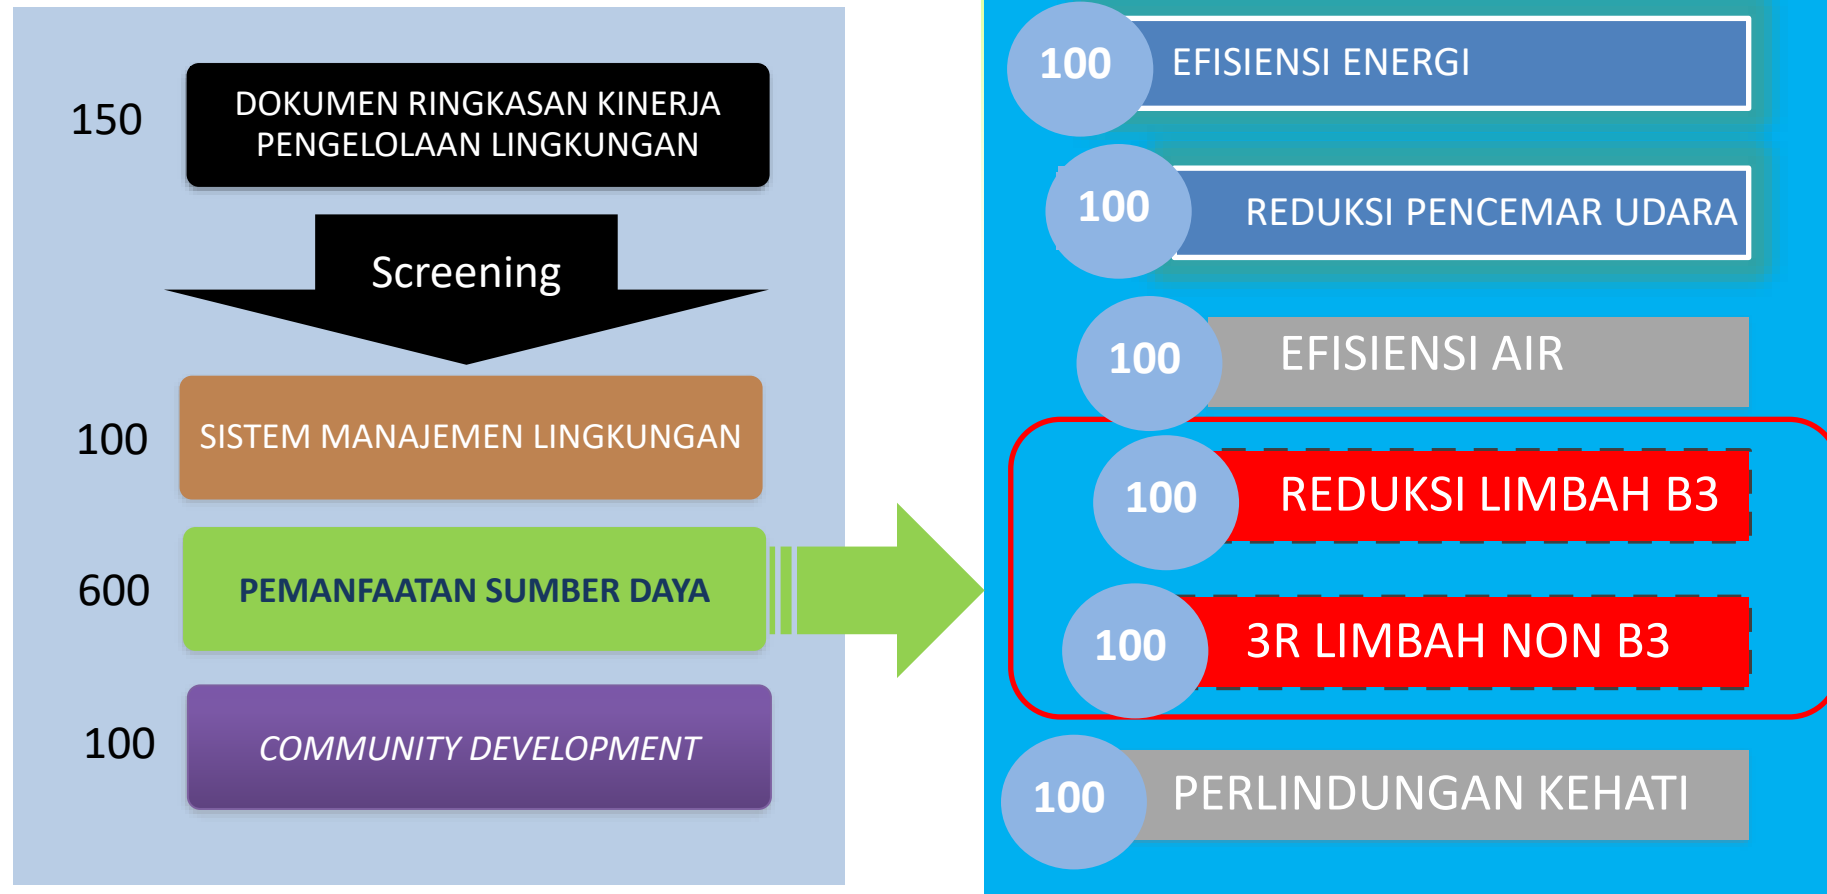 150
DOKUMEN RINGKASAN KINERJA
PENGELOLAAN LINGKUNGAN
Screening
100
SISTEM MANAJEMEN LINGKUNGAN
600
PEMANFAATAN SUMBER DAYA
100
COMMUNITY DEVELOPMENT
100
EFISIENSI ENERGI
100
REDUKSI PENCEMAR UDARA
100
EFISIENSI AIR
100
REDUKSI LIMBAH B3
100
3R LIMBAH NON B3
100
PERLINDUNGAN KEHATI